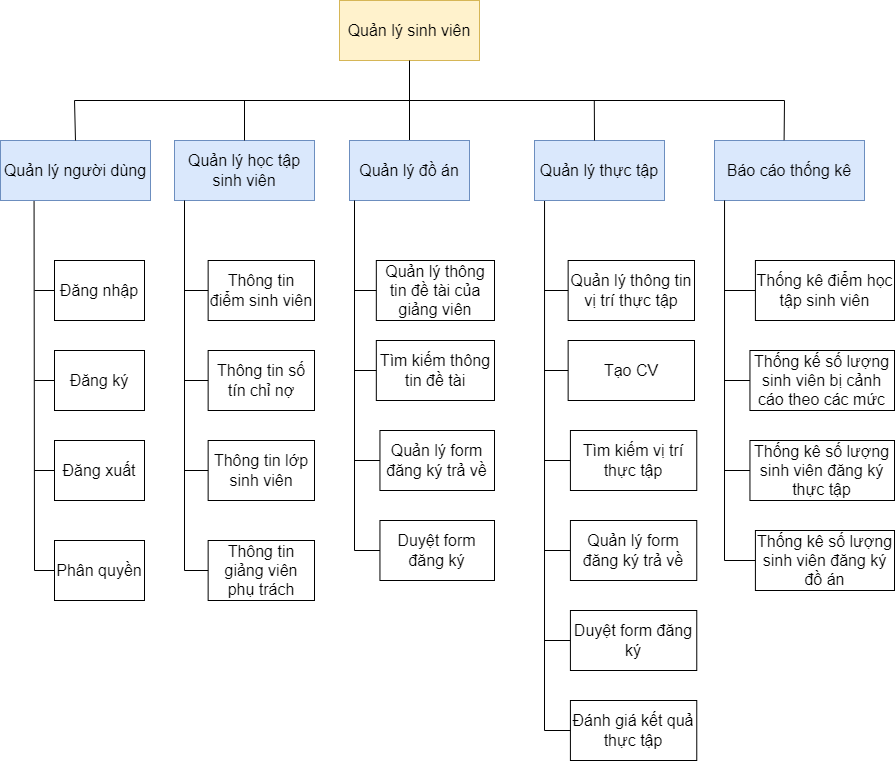 Quản lý sinh viên
Quản lý người dùng
Quản lý học tập
sinh viên
Quản lý đồ án
Quản lý thực tập
Báo cáo thống kê
Đăng nhập
Đăng ký
Đăng xuất
Phân quyền
Thông tin
điểm sinh viên
Thông tin số
tín chỉ nợ
Thông tin lớp
sinh viên
Thông tin
giảng viên
phụ trách
Quản lý thông
tin đề tài của
giảng viên
Tìm kiếm thông
tin đề tài
Quản lý form
đăng ký trả về
Duyệt form
đăng ký
Quản lý thông tin
vị trí thực tập
Tạo CV
Tìm kiếm vị trí
thực tập
Quản lý form
đăng ký trả về
Duyệt form đăng
ký
Đánh giá kết quả
thực tập
Thống kê điểm học
tập sinh viên
Thống kế số lượng
sinh viên bị cảnh
cáo theo các mức
Thống kê số lượng
sinh viên đăng ký
thực tập
Thống kê số lượng
sinh viên đăng ký
đồ án